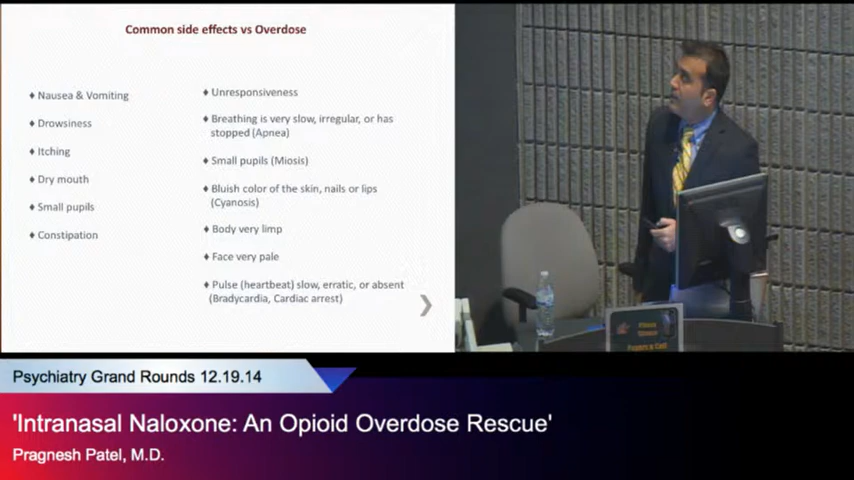 Common side effects vs Overdose
♦ Nausea & Vomiting
♦ Drowsiness
♦ Itching
♦ Dry mouth
♦ Small pupils
♦ Constipation
♦ Unresponsiveness
♦ Breathing is very slow, irregular, or has
stopped (Apnea)
♦ Small pupils (Miosis)
♦ Bluish color of the skin, nails or lips
(Cyanosis)
♦ Body very limp
♦ Face very pale
♦ Pulse (heartbeat) slow, erratic, or absent
(Bradycardia, Cardiac arrest)
Psychiatry Grand Rounds 12.19.14
'Intranasal Naloxone: An Opioid Overdose Rescue'
Pragnesh Patel, M.D.